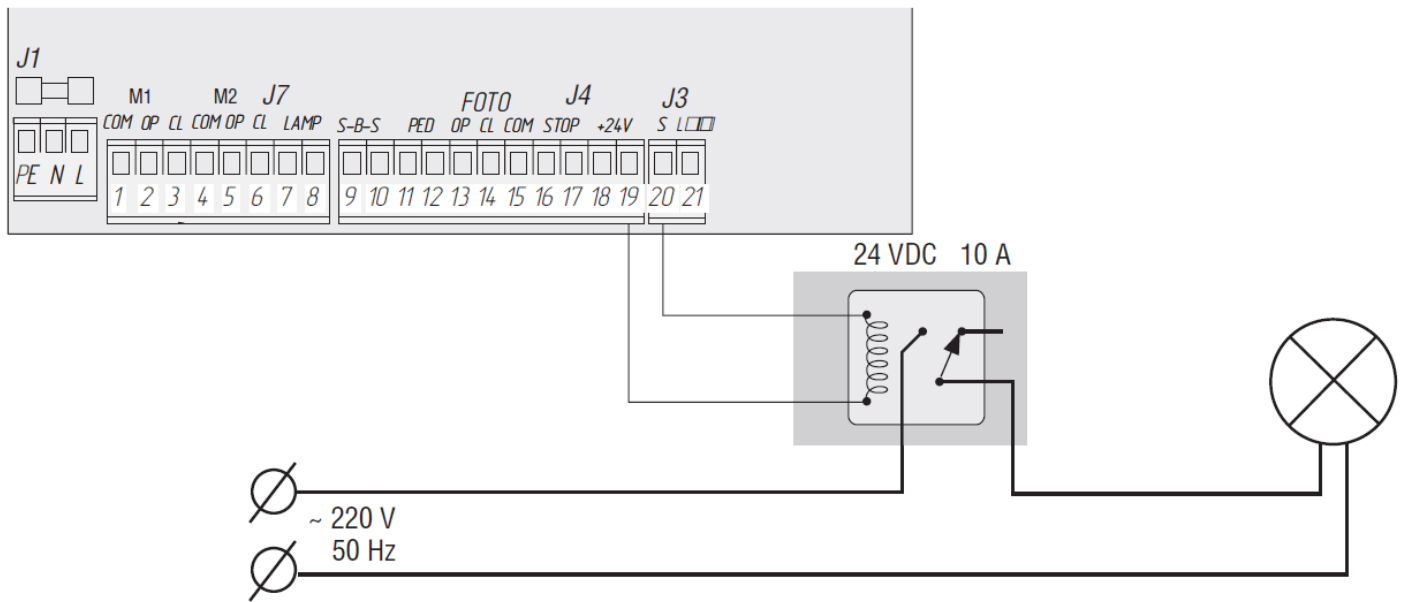 J1
M1 M2 J7 FOTO J4 J3
COM OP CL COM OP CL LAMP S-B-S PED OP CL COM STOP +24V S L
PE N L
1 2 3 4 5 6 7 8 9 10 11 12 13 14 15 16 17 18 19 20 21
24 VDC 10 A
~ 220 V
50 Hz